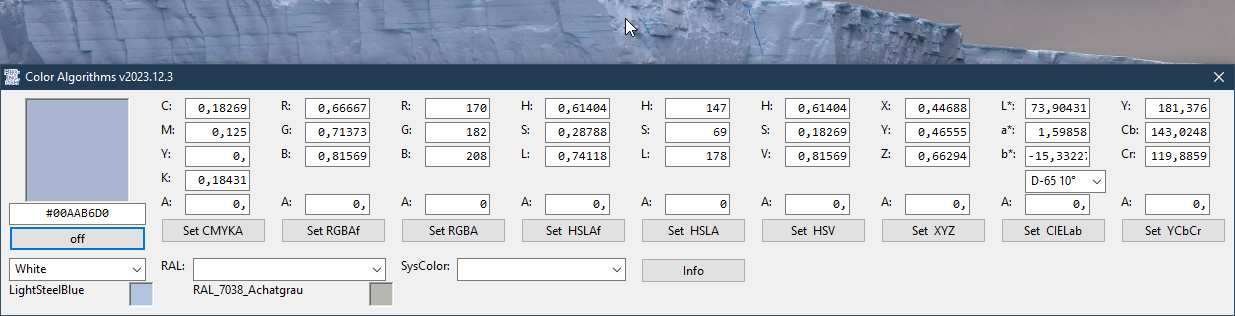 Color Algorithms v2023.12.3
C: 0,18269 R: 0,66667 R: 170 H: 0,61404 H: 147 H: 0,61404 X: 0,44688 L*: 73,90431 Y: 181,376
M: 0,125 G: 0,71373 G: 182 S: 0,28788 S: 69 S: 0,18269 Y: 0,46555 a*: 1,59858 Cb: 143,0248
Y: 0, B: 0,81569 B: 208 L: 0,74118 L: 178 V: 0,81569 Z: 0,66294 b*: -15,33227 Cr: 119,8859
K: 0,18431 D-65 10°
A: 0, A: 0, A: 0 A: 0, A: 0 A: 0, A: 0, A: 0, A: 0,
#00AAB6D0
off Set CMYKA Set RGBAf Set RGBA Set HSLAf Set HSLA Set HSV Set XYZ Set CIELab Set YCbCr
White RAL: SysColor: Info
LightSteelBlue RAL_7038_Achatgrau